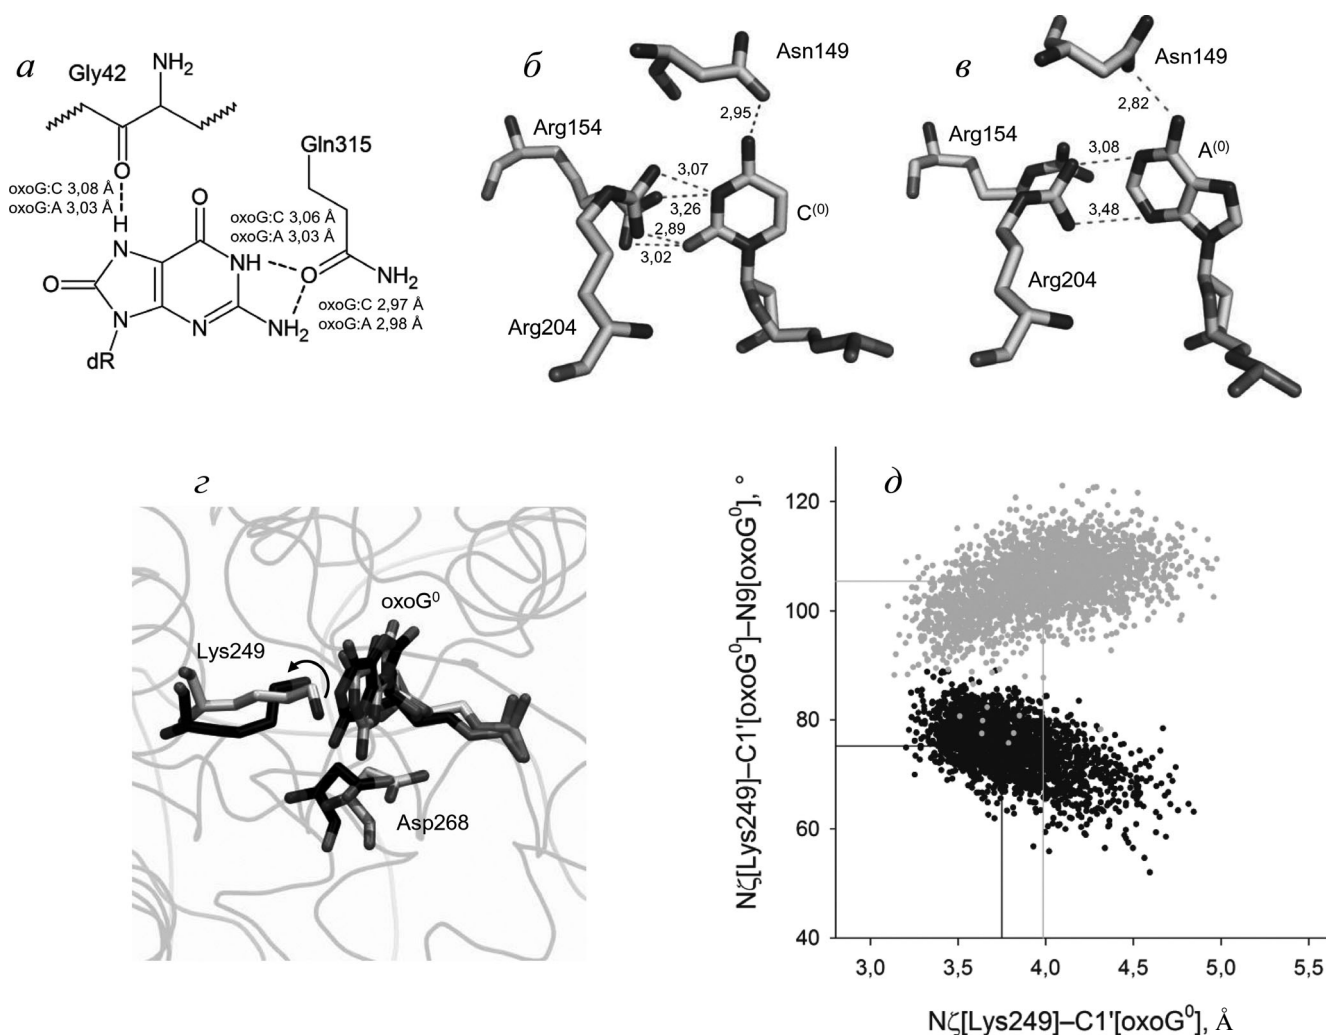 а
Gly42
NH2
O
oxoG:C 3,08 Å
oxoG:A 3,03 Å
H
N
O
O
N
dR
N
NH
NH2
Gln315
oxoG:C 3,06 Å
oxoG:A 3,03 Å
O
NH2
oxoG:C 2,97 Å
oxoG:A 2,98 Å
б
Asn149
2,95
Arg154
3,07
3,26
2,89
3,02
C(0)
Arg204
в
Asn149
2,82
Arg154
3,08
A(0)
3,48
Arg204
г
oxoG0
Lys249
Asp268
д
Nζ[Lys249]–C1'[oxoG0]–N9[oxoG0], °
120
100
80
60
40
3,0 3,5 4,0 4,5 5,0 5,5
Nζ[Lys249]–C1'[oxoG0], Å